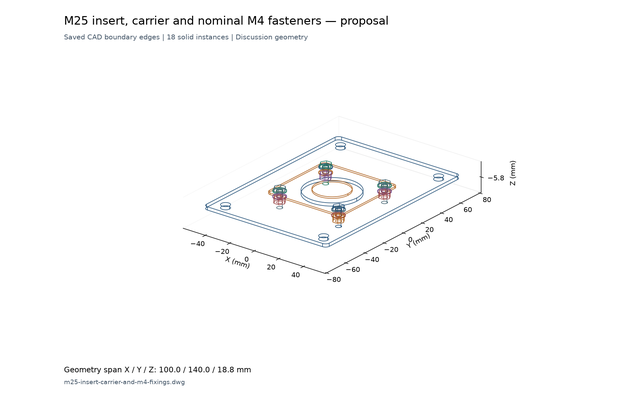 M25 insert, carrier and nominal M4 fasteners — proposal
Saved CAD boundary edges | 18 solid instances | Discussion geometry
−5.8
Z (mm)
80
60
40
20
0
−20
−40
−60
−80
Y (mm)
−40
−20
0
20
40
X (mm)
Geometry span X / Y / Z: 100.0 / 140.0 / 18.8 mm
m25-insert-carrier-and-m4-fixings.dwg